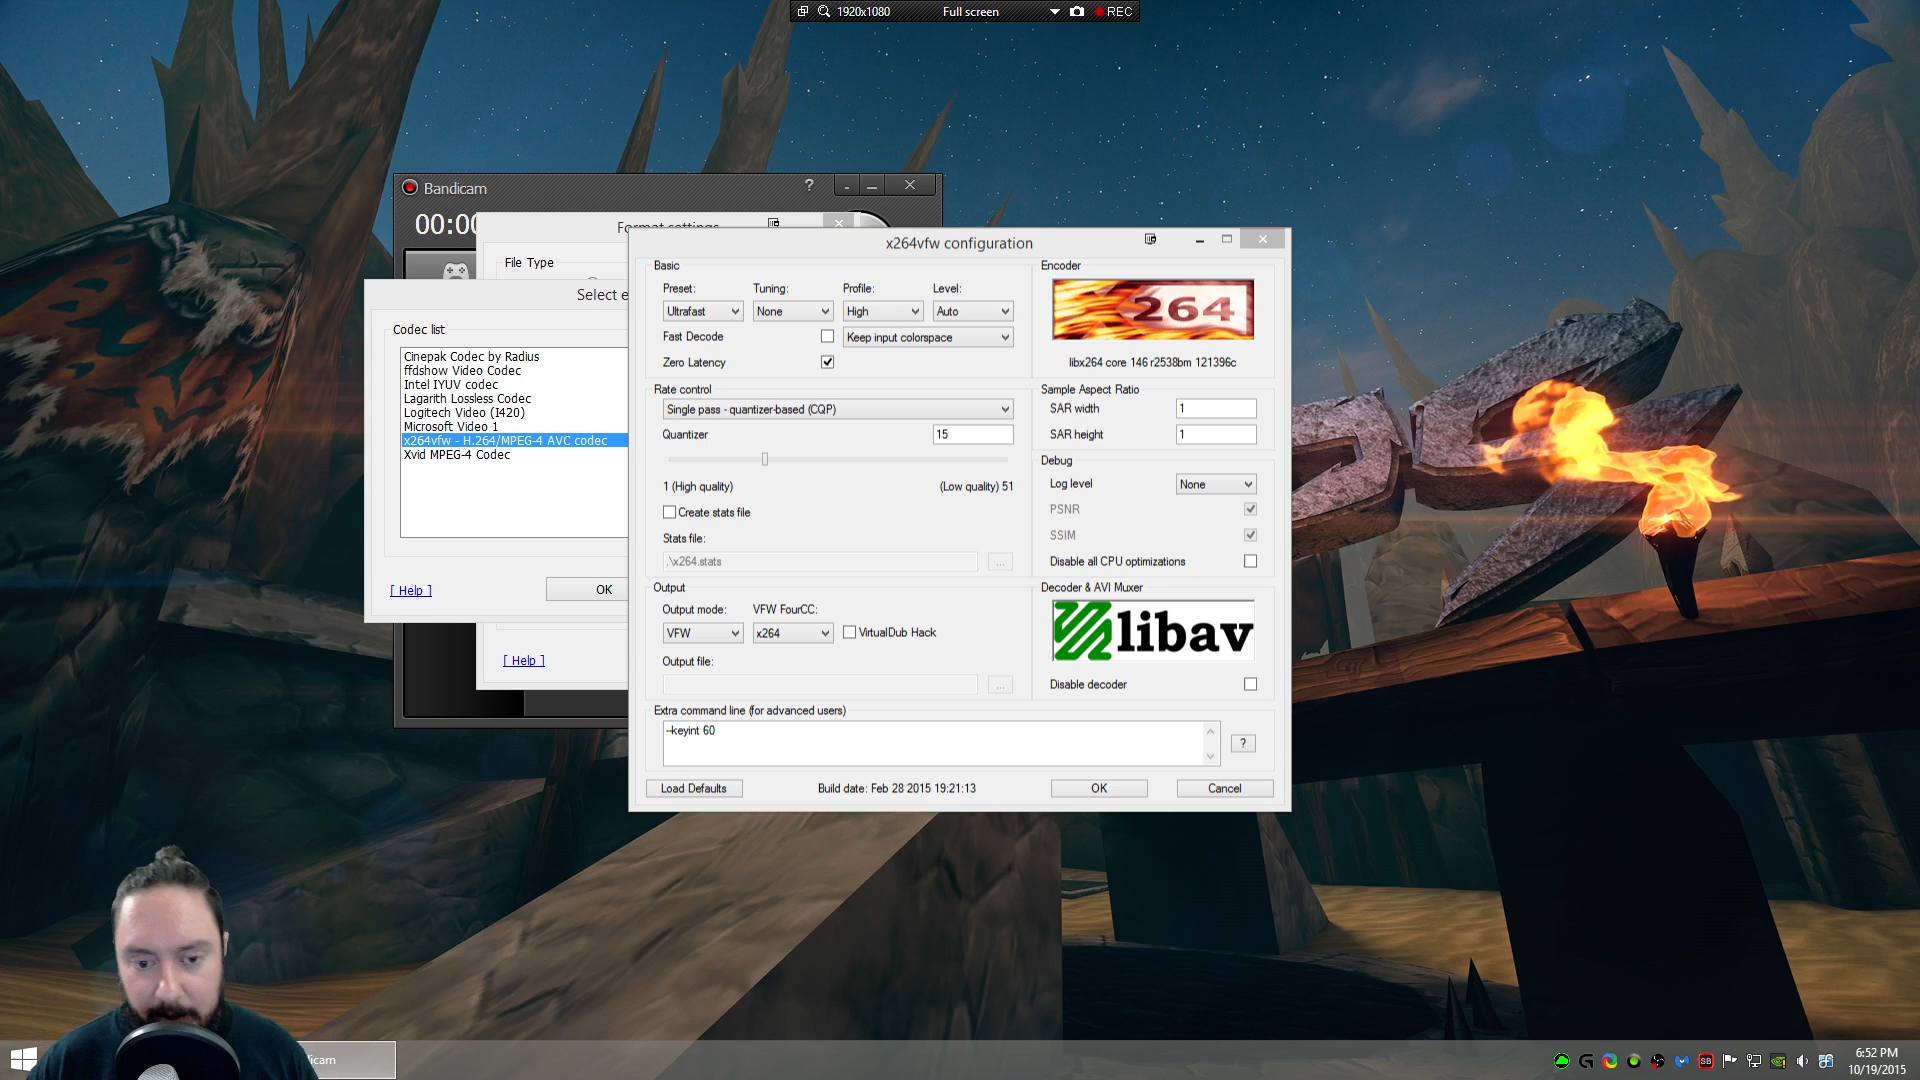 1920x1080 Full screen REC
Bandicam ?
00:00
Format settings
File Type
[ Help ]
Select e
Codec list
Cinepak Codec by Radius
ffdshow Video Codec
Intel IYUV codec
Lagarith Lossless Codec
Logitech Video (I420)
Microsoft Video 1
x264vfw - H.264/MPEG-4 AVC codec
Xvid MPEG-4 Codec
[ Help ] OK
x264vfw configuration
Basic
Preset: Tuning: Profile: Level:
Ultrafast None High Auto
Fast Decode Keep input colorspace
Zero Latency
Rate control
Single pass - quantizer-based (CQP)
Quantizer 15
1 (High quality) (Low quality) 51
Create stats file
Stats file:
.\x264.stats ...
Output
Output mode: VFW FourCC:
VFW x264 VirtualDub Hack
Output file:
...
Encoder
264
libx264 core 146 r2538bm 121396c
Sample Aspect Ratio
SAR width 1
SAR height 1
Debug
Log level None
PSNR
SSIM
Disable all CPU optimizations
Decoder & AVI Muxer
libav
Disable decoder
Extra command line (for advanced users)
--keyint 60
?
Load Defaults Build date: Feb 28 2015 19:21:13 OK Cancel
icam
SB
6:52 PM
10/19/2015